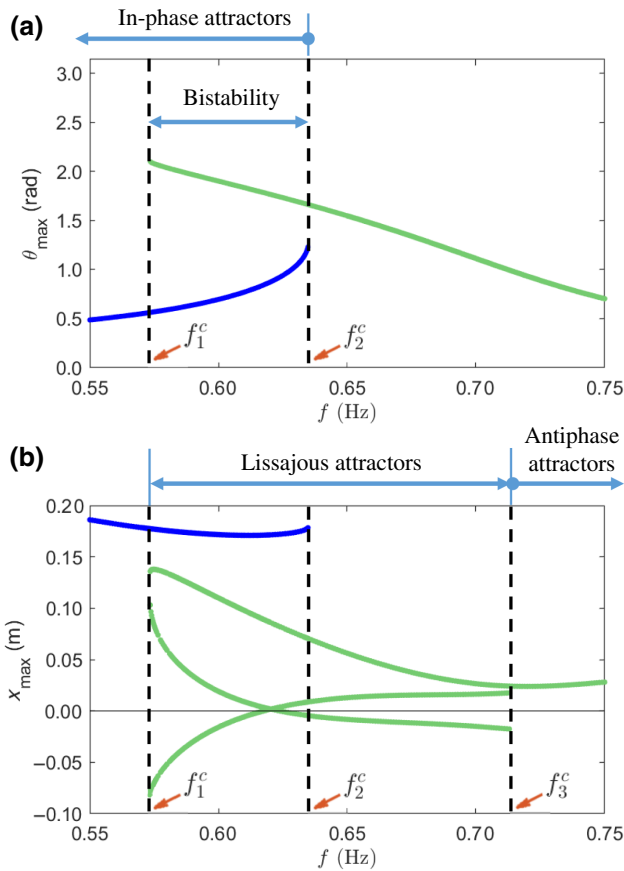 (a)
In-phase attractors
Bistability
3.0
2.5
2.0
1.5
1.0
0.5
0.0
θmax (rad)
f1c
f2c
0.55 0.60 0.65 0.70 0.75
f (Hz)
(b)
Lissajous attractors
Antiphase
attractors
0.20
0.15
0.10
0.05
0.00
−0.05
−0.10
xmax (m)
f1c
f2c
f3c
0.55 0.60 0.65 0.70 0.75
f (Hz)